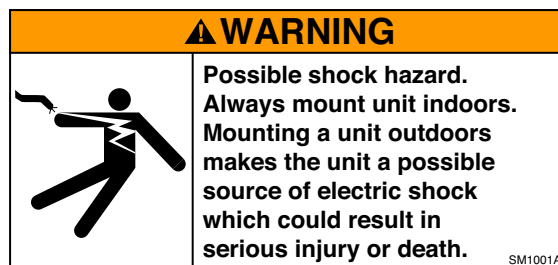 WARNING
Possible shock hazard.
Always mount unit indoors.
Mounting a unit outdoors
makes the unit a possible
source of electric shock
which could result in
serious injury or death.
SM1001A